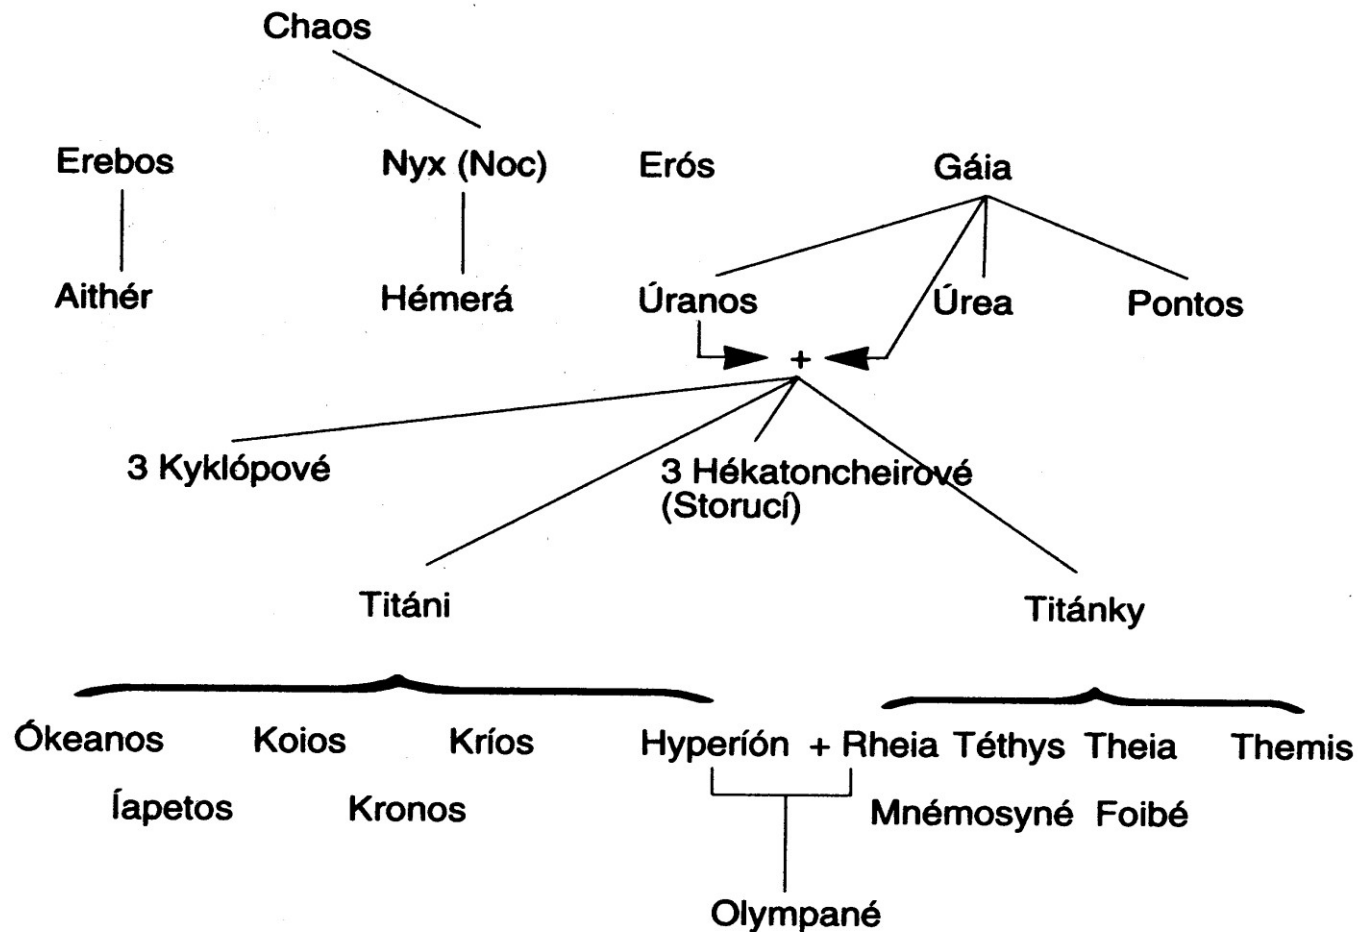 Chaos
Erebos Nyx (Noc) Erós Gáia
Aithér Hémerá Úranos Úrea Pontos
+
3 Kyklópové 3 Hékatoncheirové
(Storucí)
Titáni Titánky
Ókeanos Koios Kríos Hyperíón + Rheia Téthys Theia Themis
Íapetos Kronos Mnémosyné Foibé
Olympané